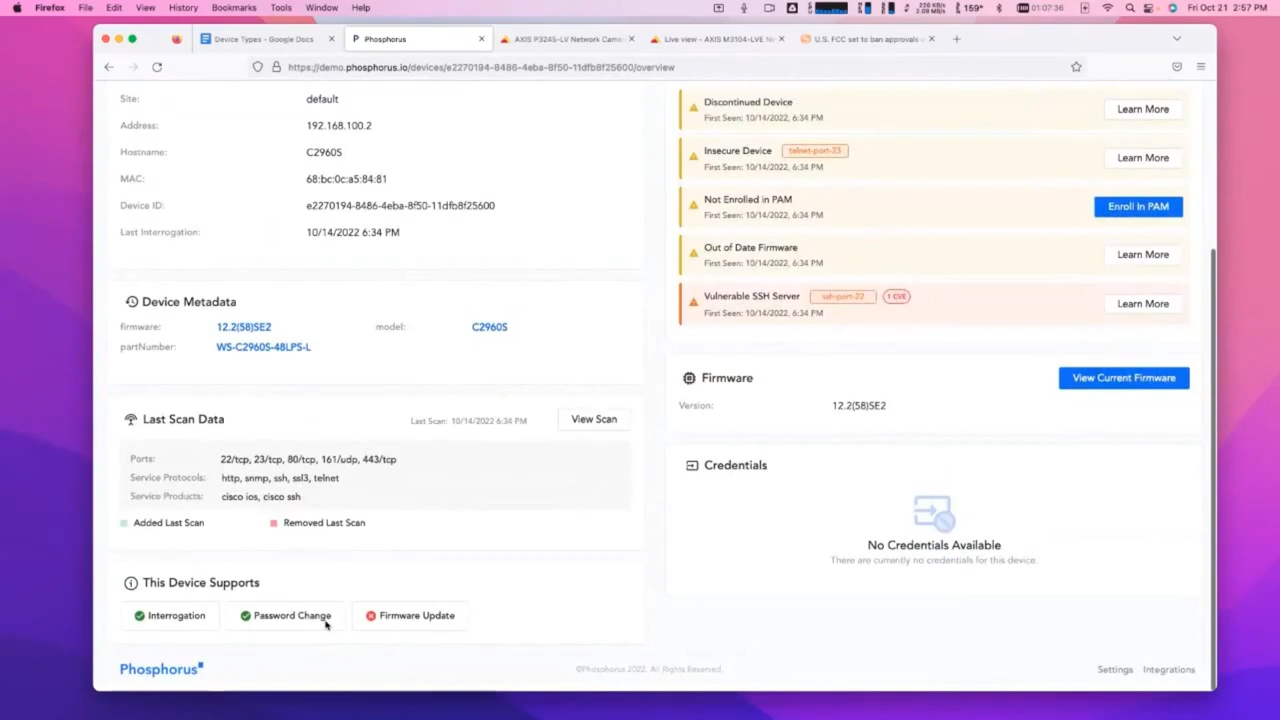 Firefox File Edit View History Bookmarks Tools Window Help 159° 01:07:36 Fri Oct 21 2:57 PM
Device Types - Google Docs Phosphorus AXIS P3245-LV Network Came Live view - AXIS M3104-LVE Ne U.S. FCC set to ban approvals
https://demo.phosphorus.io/devices/e2270194-8486-4eba-8f50-11dfb8f25600/overview
Site: default
Address: 192.168.100.2
Hostname: C2960S
MAC: 68:bc:0c:a5:84:81
Device ID: e2270194-8486-4eba-8f50-11dfb8f25600
Last Interrogation: 10/14/2022 6:34 PM
Device Metadata
firmware: 12.2(58)SE2 model: C2960S
partNumber: WS-C2960S-48LPS-L
Last Scan Data Last Scan: 10/14/2022 6:34 PM View Scan
Ports: 22/tcp, 23/tcp, 80/tcp, 161/udp, 443/tcp
Service Protocols: http, snmp, ssh, ssl3, telnet
Service Products: cisco ios, cisco ssh
Added Last Scan Removed Last Scan
This Device Supports
Interrogation Password Change Firmware Update
Discontinued Device
First Seen: 10/14/2022, 6:34 PM
Learn More
Insecure Device telnet-port-23
First Seen: 10/14/2022, 6:34 PM
Learn More
Not Enrolled in PAM
First Seen: 10/14/2022, 6:34 PM
Enroll In PAM
Out of Date Firmware
First Seen: 10/14/2022, 6:34 PM
Learn More
Vulnerable SSH Server ssh-port-22 1 CVE
First Seen: 10/14/2022, 6:34 PM
Learn More
Firmware View Current Firmware
Version: 12.2(58)SE2
Credentials
No Credentials Available
There are currently no credentials for this device.
Phosphorus ©Phosphorus 2022. All Rights Reserved. Settings Integrations